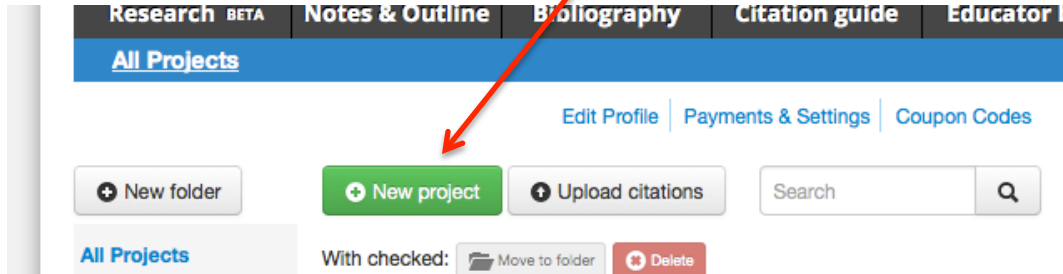 Research BETA Notes & Outline Bibliography Citation guide Educator
All Projects
Edit Profile Payments & Settings Coupon Codes
New folder New project Upload citations Search
All Projects With checked: Move to folder Delete